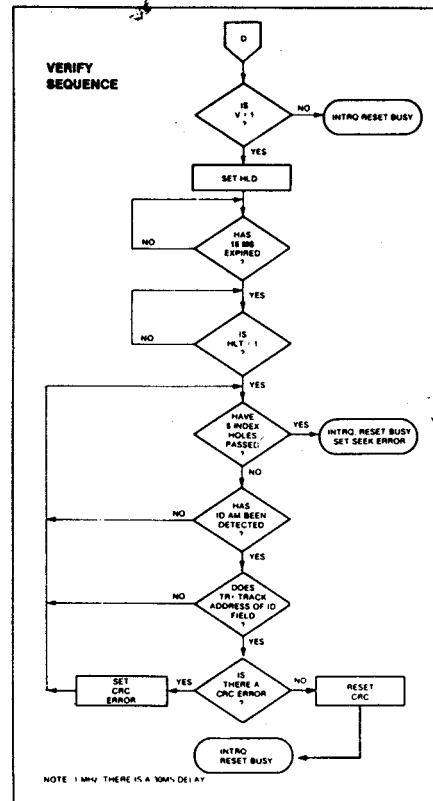 D
VERIFY
SEQUENCE
IS
V = 1
?
NO
INTRQ RESET BUSY
YES
SET HLD
HAS
EXPIRED
?
NO
YES
IS
HLT = 1
?
NO
YES
HAVE
5 INDEX
HOLES
PASSED
?
YES
INTRQ, RESET BUSY
SET SEEK ERROR
NO
HAS
ID AM BEEN
DETECTED
?
NO
YES
DOES
TR = TRACK
ADDRESS OF ID
FIELD
?
NO
YES
IS
THERE A
CRC ERROR
?
YES
SET
CRC
ERROR
NO
RESET
CRC
INTRQ
RESET BUSY
NOTE: 1 MHZ, THERE IS A 30MS DELAY